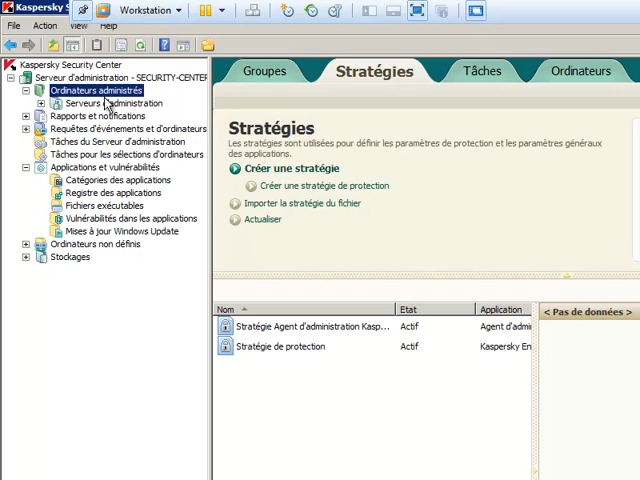 Kaspersky S
Workstation
File Action View Help
Kaspersky Security Center
Serveur d'administration - SECURITY-CENTER
Ordinateurs administrés
Serveurs d'administration
Rapports et notifications
Requêtes d'événements et d'ordinateurs
Tâches du Serveur d'administration
Tâches pour les sélections d'ordinateurs
Applications et vulnérabilités
Catégories des applications
Registre des applications
Fichiers exécutables
Vulnérabilités dans les applications
Mises à jour Windows Update
Ordinateurs non définis
Stockages
Groupes Stratégies Tâches Ordinateurs
Stratégies
Les stratégies sont utilisées pour définir les paramètres de protection et les paramètres généraux
des applications.
Créer une stratégie
Créer une stratégie de protection
Importer la stratégie du fichier
Actualiser
Nom Etat Application
Stratégie Agent d'administration Kasp... Actif Agent d'admi
Stratégie de protection Actif Kaspersky En
< Pas de données >